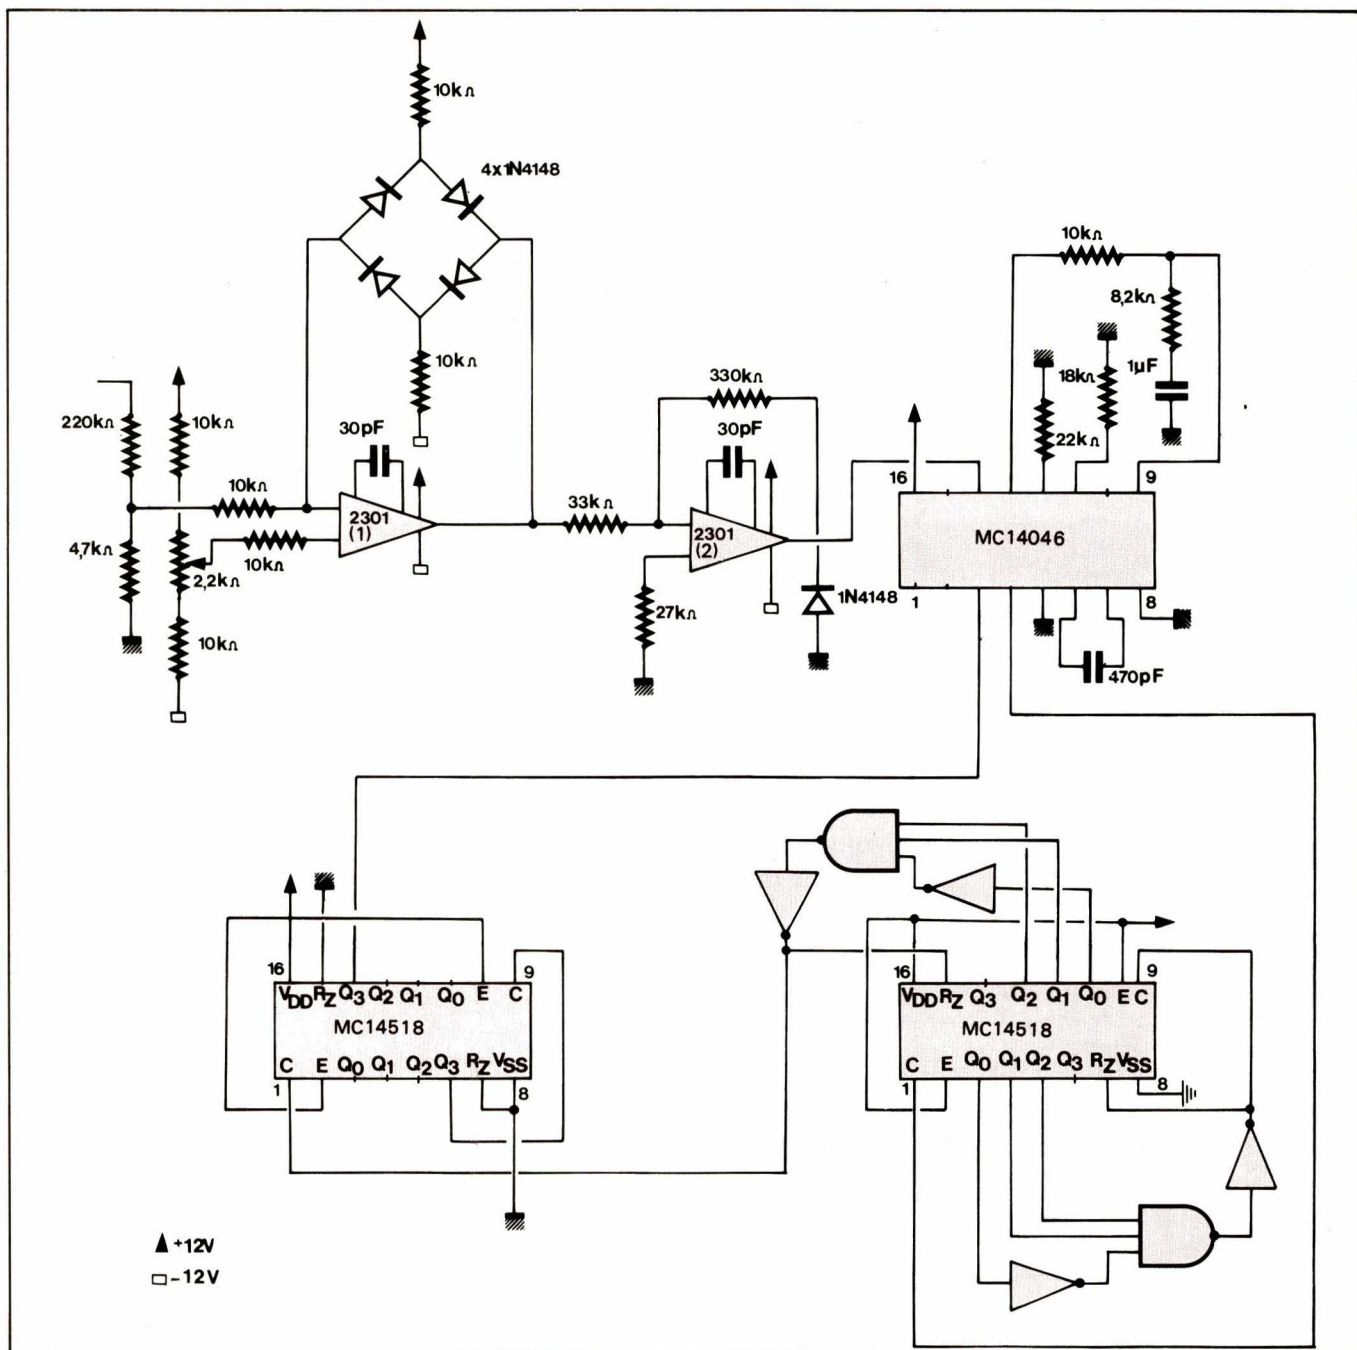 10kΩ
4x1N4148
10kΩ
10kΩ
8,2kΩ
1µF
18kΩ
22kΩ
330kΩ
30pF
30pF
220kΩ
10kΩ
10kΩ
2301
(1)
10kΩ
33kΩ
2301
(2)
27kΩ
1N4148
4,7kΩ
2,2kΩ
10kΩ
16
9
MC14046
1
8
470pF
16
9
VDD RZ Q3 Q2 Q1 Q0 E C
MC14518
C E Q0 Q1 Q2 Q3 RZ VSS
1
8
16
9
VDD RZ Q3 Q2 Q1 Q0 E C
MC14518
C E Q0 Q1 Q2 Q3 RZ VSS
1
8
+12V
-12V